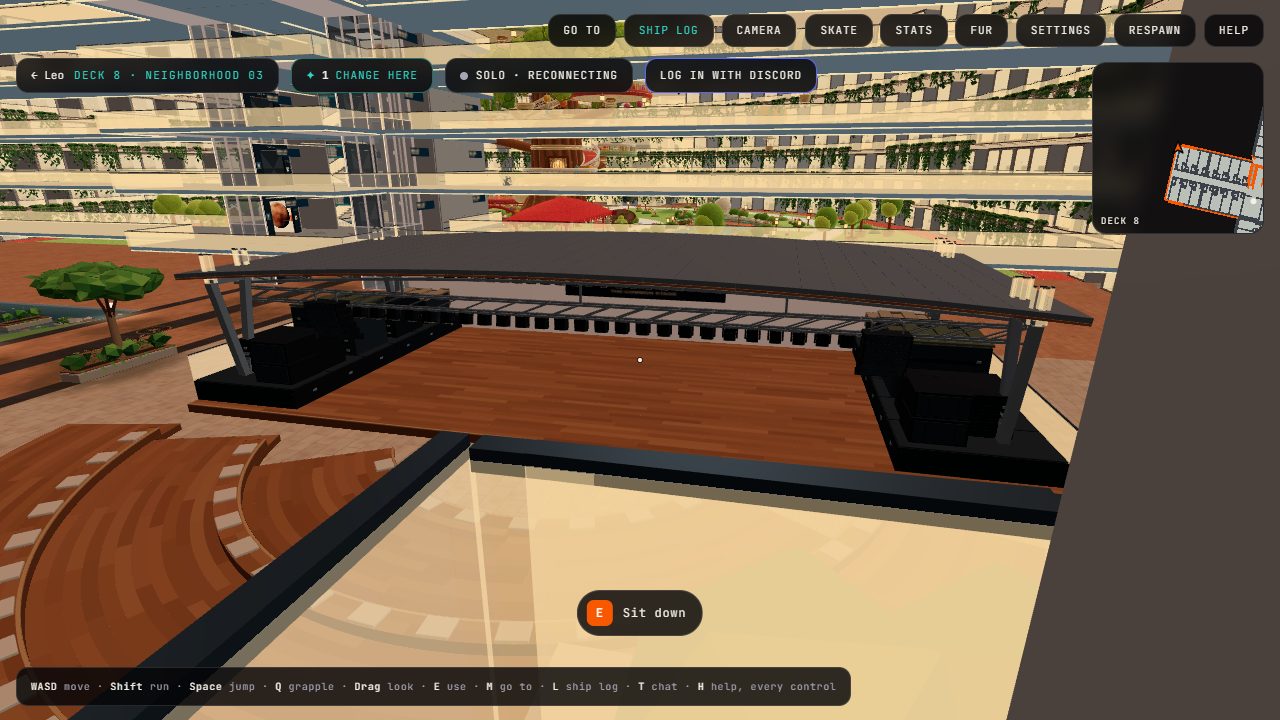 GO TO
SHIP LOG
CAMERA
SKATE
STATS
FUR
SETTINGS
RESPAWN
HELP
← Leo DECK 8 · NEIGHBORHOOD 03
✦ 1 CHANGE HERE
SOLO · RECONNECTING
LOG IN WITH DISCORD
DECK 8
E Sit down
WASD move · Shift run · Space jump · Q grapple · Drag look · E use · M go to · L ship log · T chat · H help, every control